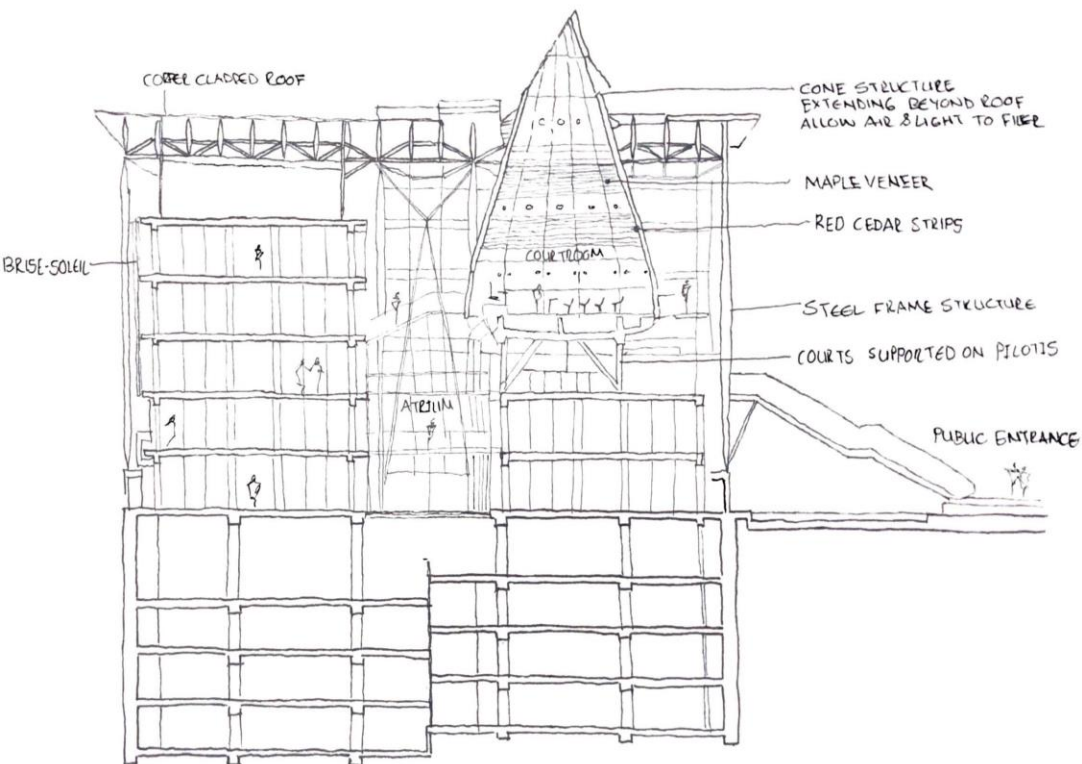 COPPER CLADDED ROOF
CONE STRUCTURE
EXTENDING BEYOND ROOF
ALLOW AIR & LIGHT TO FILER
MAPLE VENEER
RED CEDAR STRIPS
COURTROOM
BRISE-SOLEIL
STEEL FRAME STRUCTURE
COURTS SUPPORTED ON PILOTIS
ATRIUM
PUBLIC ENTRANCE